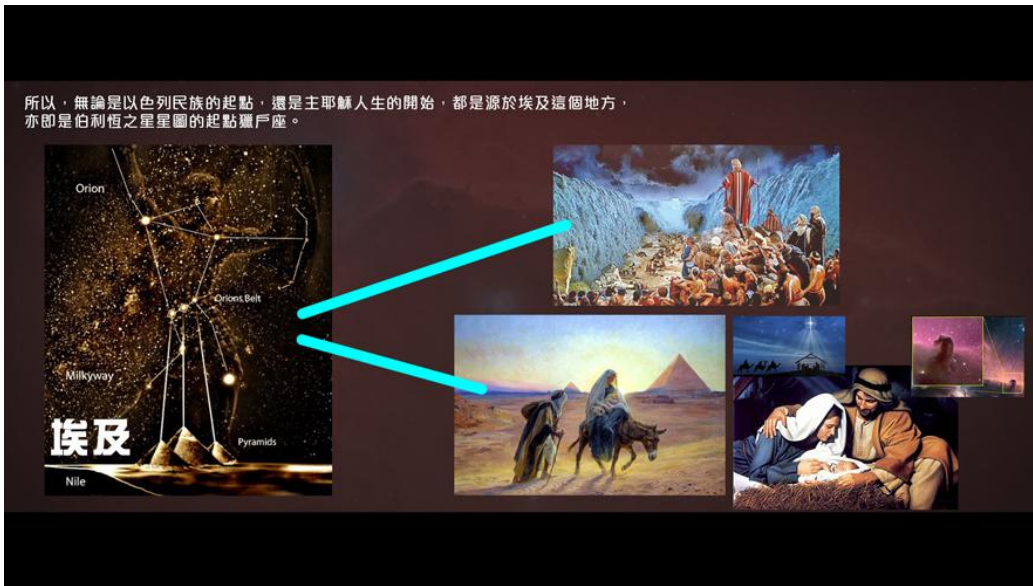 所以，無論是以色列民族的起點，還是主耶穌人生的開始，都是源於埃及這個地方，
亦即是伯利恆之星星圖的起點獵戶座。
Orion
Orions Belt
Milkyway
埃及
Pyramids
Nile